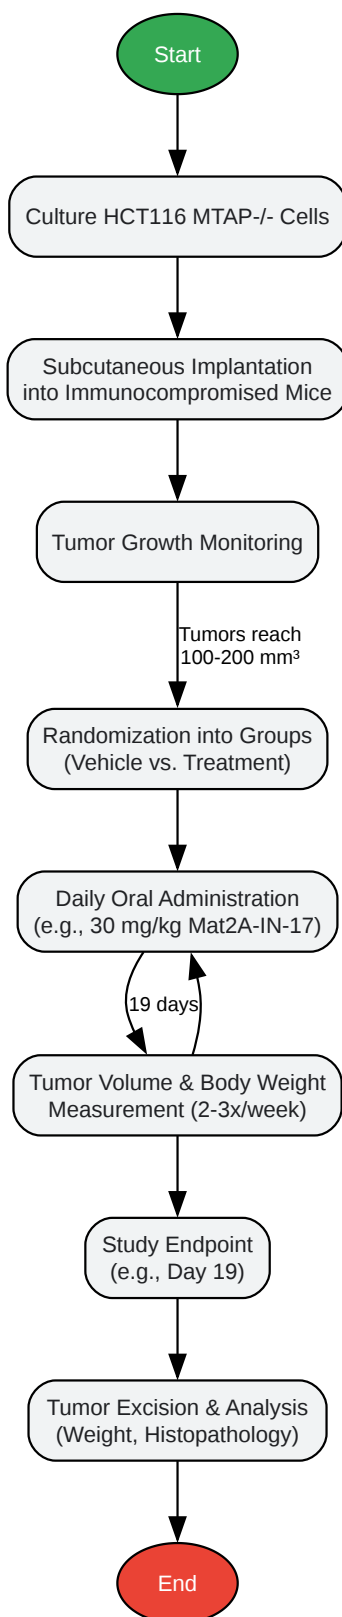 Start
Culture HCT116 MTAP-/- Cells
Subcutaneous Implantation
into Immunocompromised Mice
Tumor Growth Monitoring
Tumors reach
100-200 mm³
Randomization into Groups
(Vehicle vs. Treatment)
Daily Oral Administration
(e.g., 30 mg/kg Mat2A-IN-17)
19 days
Tumor Volume & Body Weight
Measurement (2-3x/week)
Study Endpoint
(e.g., Day 19)
Tumor Excision & Analysis
(Weight, Histopathology)
End